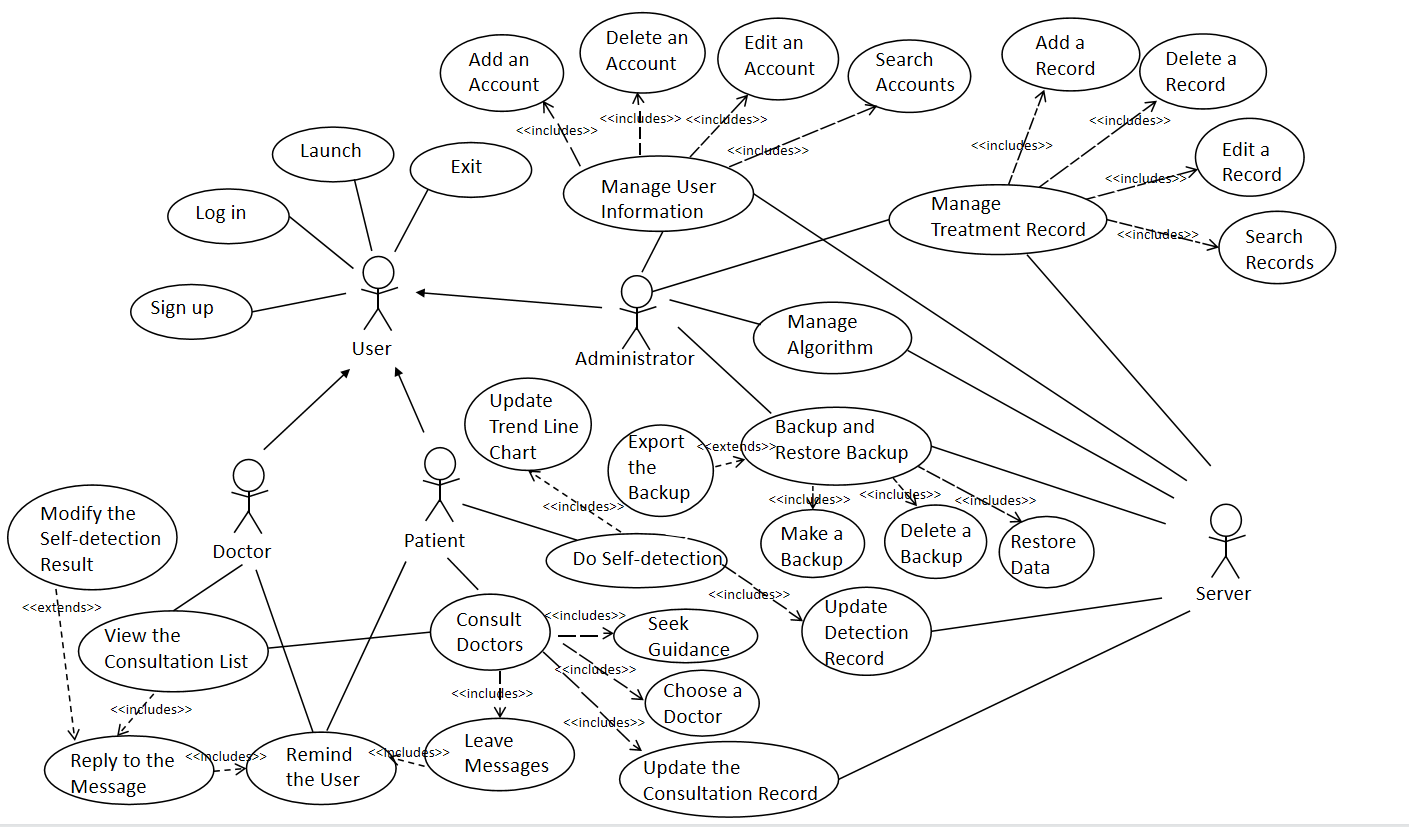 Add an
Account
Delete an
Account
Edit an
Account
Search
Accounts
Add a
Record
Delete a
Record
<<includes>>
<<includes>>
<<includes>>
<<includes>>
<<includes>>
<<includes>>
Launch
Exit
Manage User
Information
Edit a
Record
<<includes>>
Log in
Manage
Treatment Record
<<includes>>
Search
Records
Sign up
User
Administrator
Manage
Algorithm
Update
Trend Line
Chart
Export
the
Backup
<<extends>>
Backup and
Restore Backup
<<includes>>
<<includes>>
<<includes>>
<<includes>>
Modify the
Self-detection
Result
Doctor
Patient
Make a
Backup
Delete a
Backup
Restore
Data
Do Self-detection
Server
<<extends>>
<<includes>>
<<includes>>
View the
Consultation List
Consult
Doctors
Seek
Guidance
Update
Detection
Record
<<includes>>
<<includes>>
<<includes>>
<<includes>>
Choose a
Doctor
Reply to the
Message
<<includes>>
Remind
the User
<<includes>>
Leave
Messages
Update the
Consultation Record